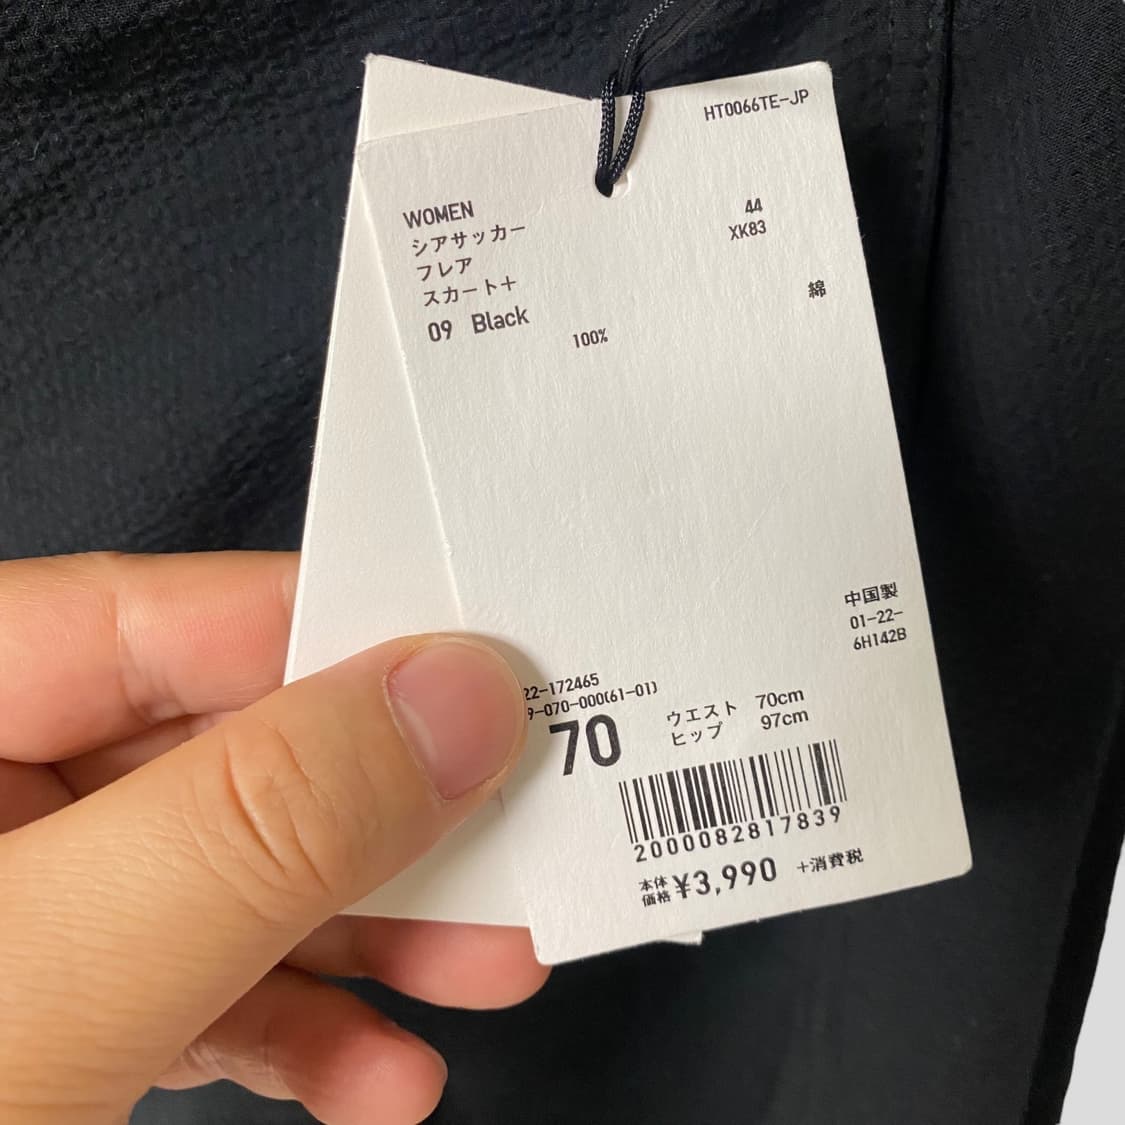 HT0066TE-JP
WOMEN
シアサッカー
フレア
スカート+
09 Black
44
XK83
綿
100%
中国製
01-22-
6H142B
22-172465
9-070-000(61-01)
70
ウエスト 70cm
ヒップ 97cm
2000082817839
本体価格 ¥3,990 +消費税